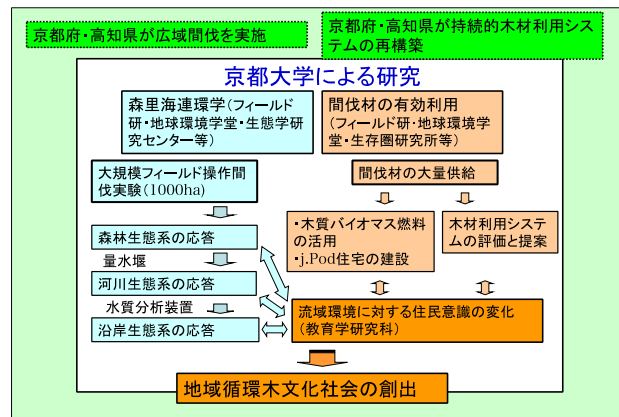 京都府・高知県が広域間伐を実施
京都府・高知県が持続的木材利用シス
テムの再構築
京都大学による研究
森里海連環学(フィールド
研・地球環境学堂・生態学研
究センター等)
間伐材の有効利用
(フィールド研・地球環境学
堂・生存圏研究所等)
大規模フィールド操作間
伐実験(1000ha)
間伐材の大量供給
・木質バイオマス燃料
の活用
・j.Pod住宅の建設
木材利用システ
ムの評価と提案
森林生態系の応答
量水堰
河川生態系の応答
水質分析装置
沿岸生態系の応答
流域環境に対する住民意識の変化
(教育学研究科)
地域循環木文化社会の創出